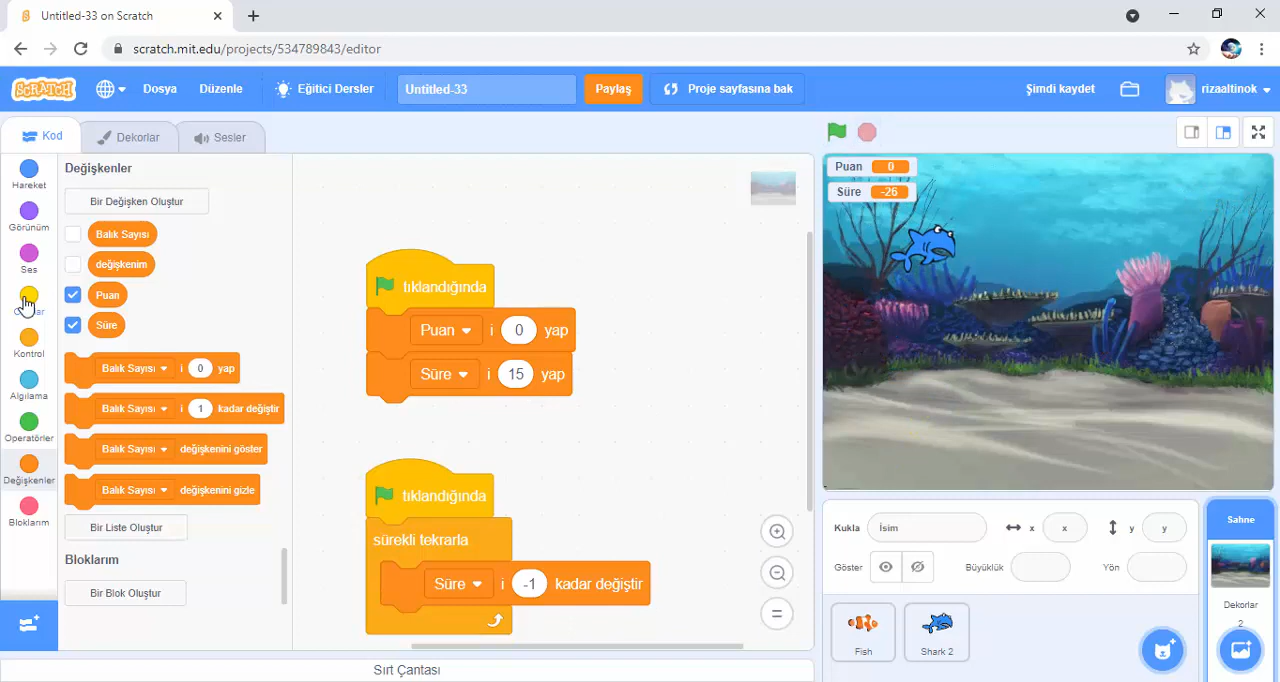 Untitled-33 on Scratch
scratch.mit.edu/projects/534789843/editor
SCRATCH
Dosya
Düzenle
Eğitici Dersler
Untitled-33
Paylaş
Proje sayfasına bak
Şimdi kaydet
rizaaltinok
Kod
Dekorlar
Sesler
Hareket
Görünüm
Ses
Kontrol
Algılama
Operatörler
Değişkenler
Bloklarım
Değişkenler
Bir Değişken Oluştur
Balık Sayısı
değişkenim
Puan
Süre
Balık Sayısı i 0 yap
Balık Sayısı i 1 kadar değiştir
Balık Sayısı değişkenini göster
Balık Sayısı değişkenini gizle
Bir Liste Oluştur
Bloklarım
Bir Blok Oluştur
tıklandığında
Puan i 0 yap
Süre i 15 yap
tıklandığında
sürekli tekrarla
Süre i -1 kadar değiştir
Sırt Çantası
Puan 0
Süre -26
Kukla İsim x x y y
Göster Büyüklük Yön
Fish
Shark 2
Sahne
Dekorlar
2